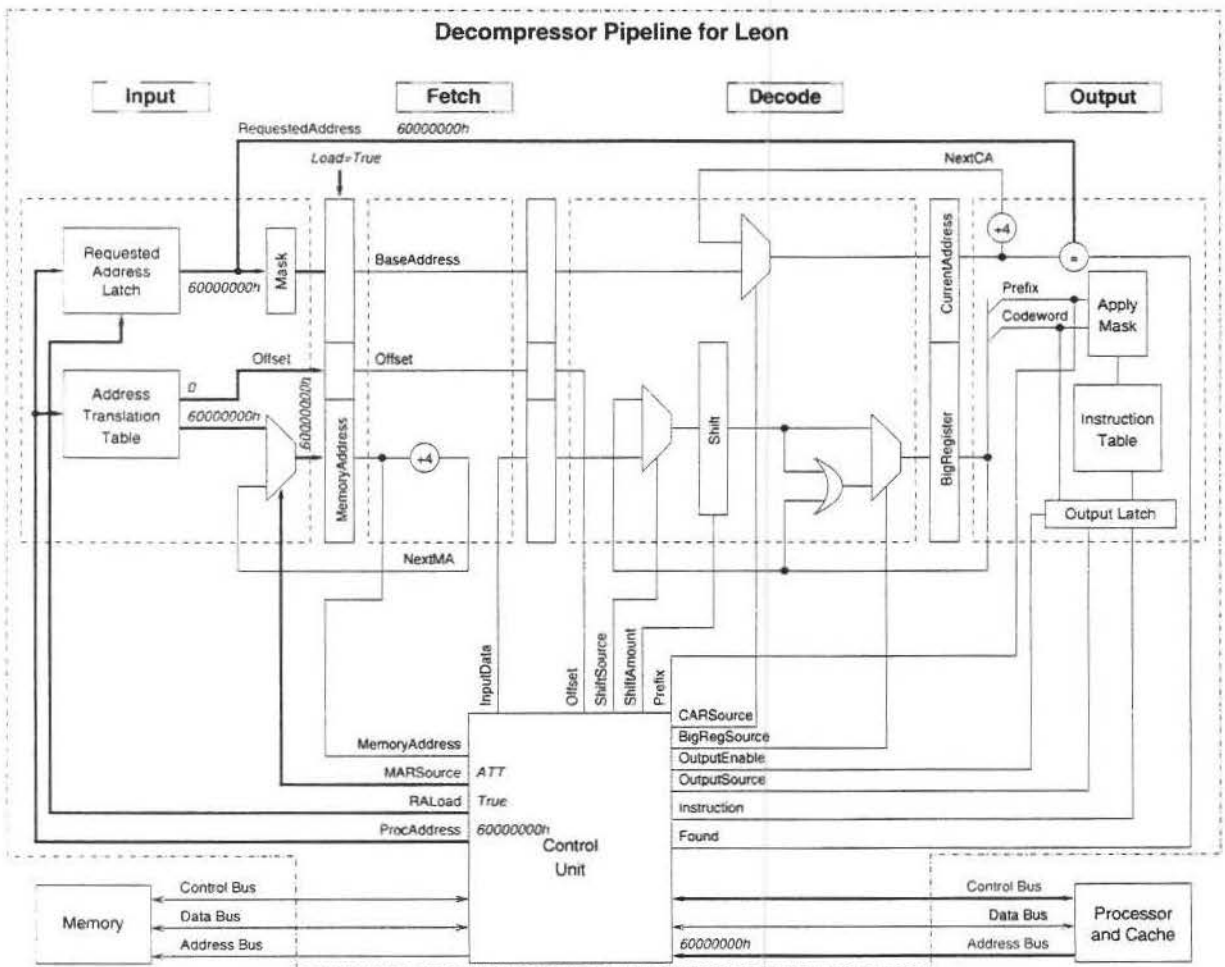 Decompressor Pipeline for Leon
Input
Fetch
Decode
Output
RequestedAddress 60000000h
Load=True
NextCA
Requested
Address
Latch
60000000h
Mask
BaseAddress
+4
=
CurrentAddress
Prefix
Codeword
Apply
Mask
Offset
0
60000000h
60000000h
Address
Translation
Table
Offset
MemoryAddress
+4
Shift
BigRegister
Instruction
Table
Output Latch
NextMA
InputData
Offset
ShiftSource
ShiftAmount
Prefix
CARSource
BigRegSource
OutputEnable
OutputSource
Instruction
Found
MemoryAddress
MARSource ATT
RALoad True
ProcAddress 60000000h
Control
Unit
Memory
Control Bus
Data Bus
Address Bus
Control Bus
Data Bus
60000000h Address Bus
Processor
and Cache